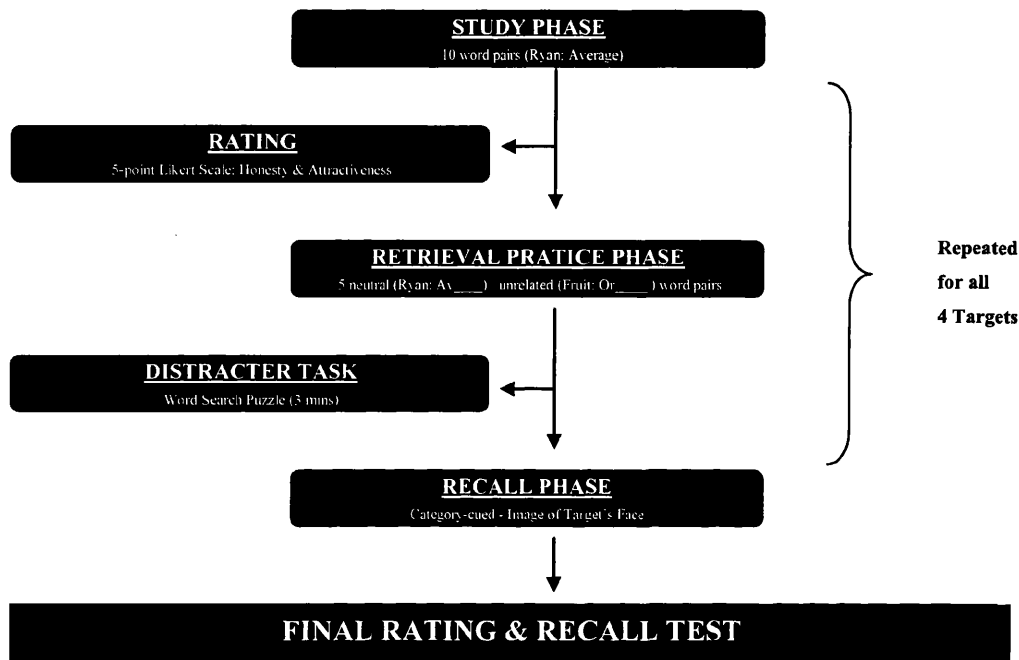 STUDY PHASE
10 word pairs (Ryan: Average)
RATING
5-point Likert Scale: Honesty & Attractiveness
RETRIEVAL PRATICE PHASE
5 neutral (Ryan: Av____) unrelated (Fruit: Or_____) word pairs
Repeated
for all
4 Targets
DISTRACTER TASK
Word Search Puzzle (3 mins)
RECALL PHASE
Category-cued - Image of Target's Face
FINAL RATING & RECALL TEST